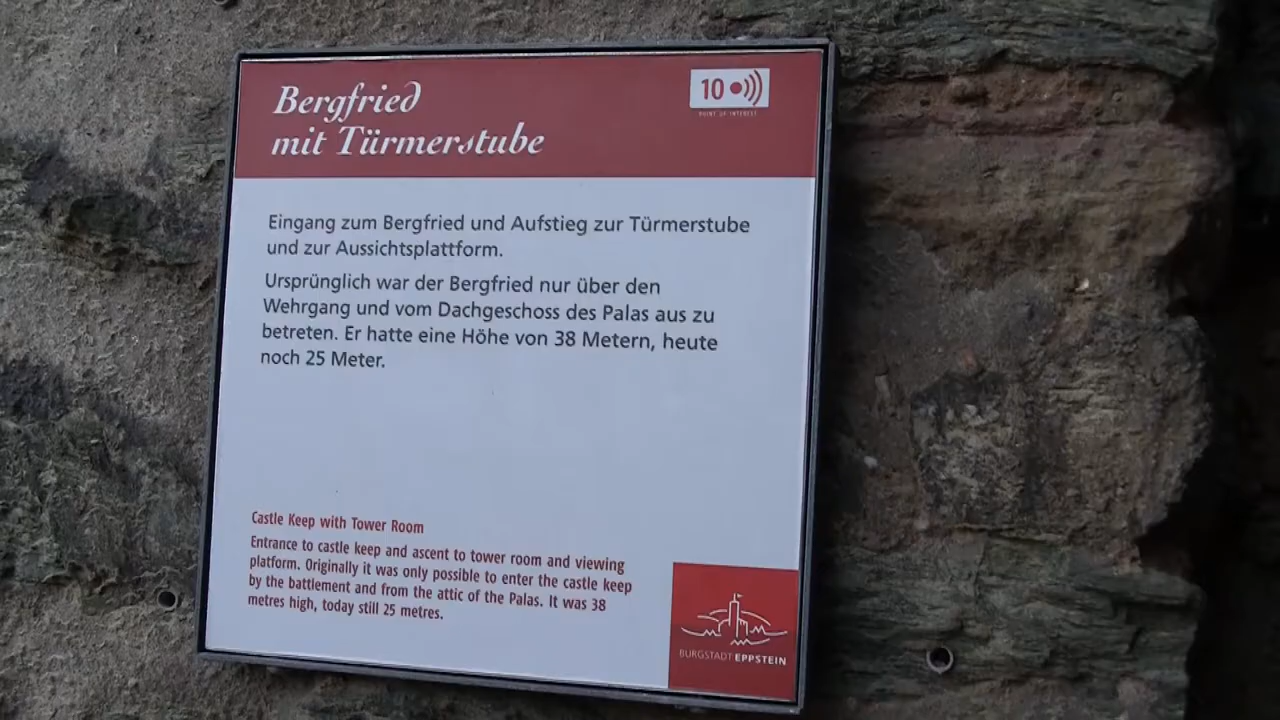 Bergfried
mit Türmerstube
10
POINT OF INTEREST
Eingang zum Bergfried und Aufstieg zur Türmerstube
und zur Aussichtsplattform.
Ursprünglich war der Bergfried nur über den
Wehrgang und vom Dachgeschoss des Palas aus zu
betreten. Er hatte eine Höhe von 38 Metern, heute
noch 25 Meter.
Castle Keep with Tower Room
Entrance to castle keep and ascent to tower room and viewing
platform. Originally it was only possible to enter the castle keep
by the battlement and from the attic of the Palas. It was 38
metres high, today still 25 metres.
BURGSTADT EPPSTEIN